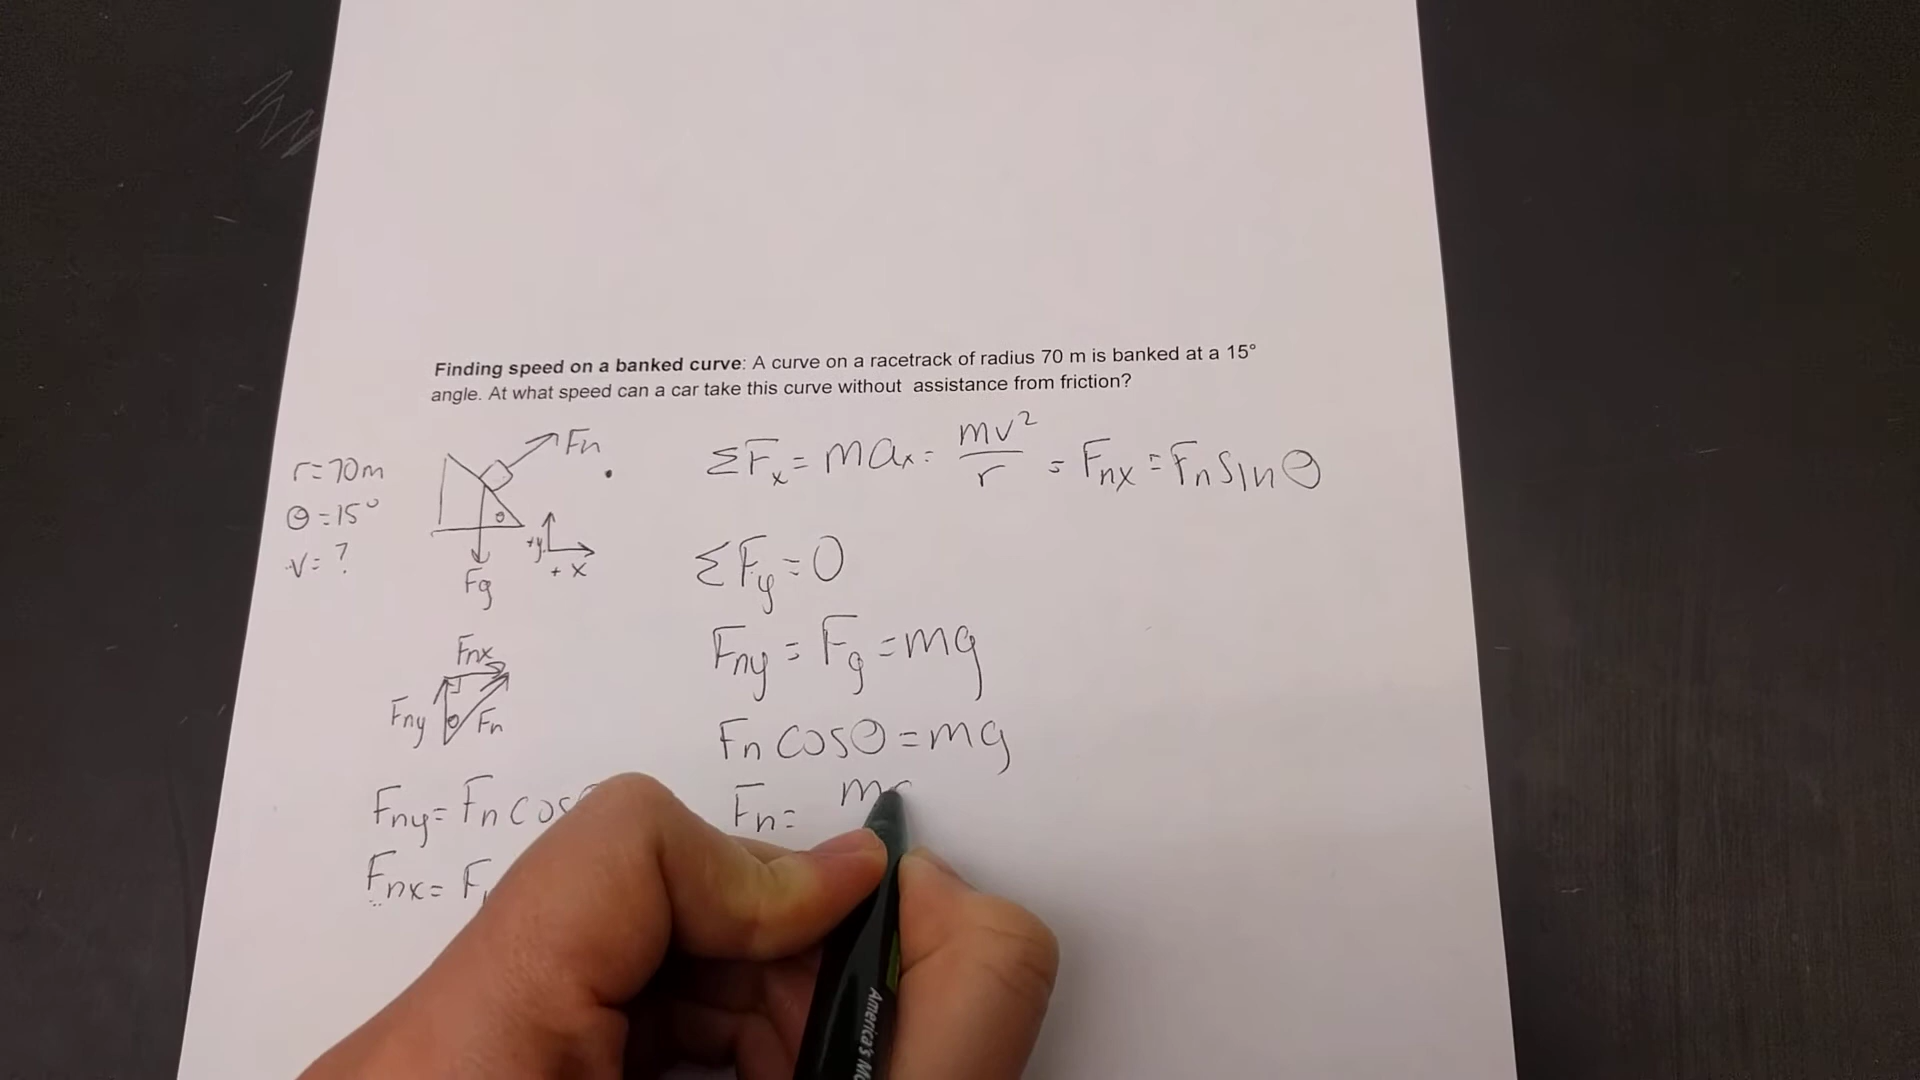 Finding speed on a banked curve: A curve on a racetrack of radius 70 m is banked at a 15°
angle. At what speed can a car take this curve without assistance from friction?
r=70m
θ=15°
v=?
Fn
Fg
+y
+x
Fnx
Fny
Fn
θ
Fny=Fn cos
Fnx=F
ΣFx=max=mv²/r=Fnx=Fn sinθ
ΣFy=0
Fny=Fg=mg
Fn cosθ=mg
Fn= m
America's